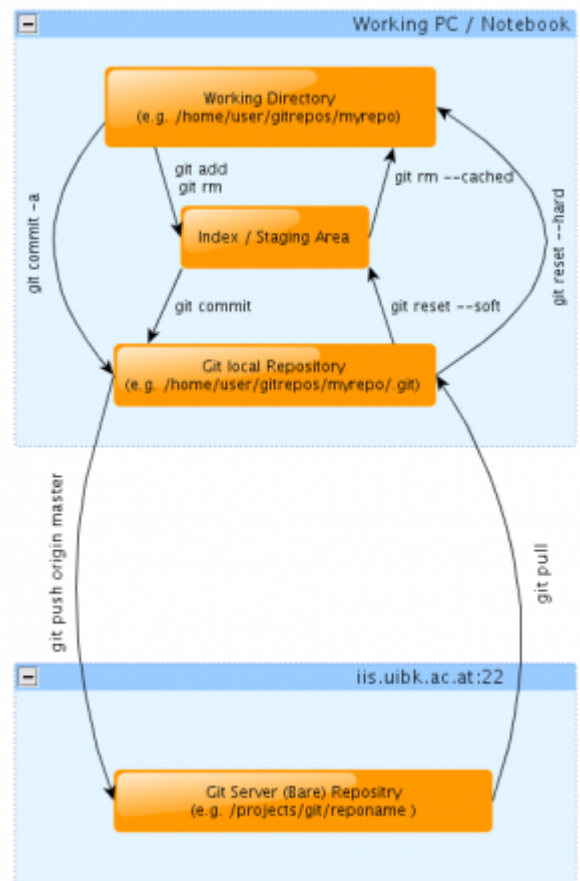 Working PC / Notebook
Working Directory
(e.g. /home/user/gitrepos/myrepo)
git add
git rm
git rm --cached
git commit -a
Index / Staging Area
git reset --hard
git commit
git reset --soft
Git local Repository
(e.g. /home/user/gitrepos/myrepo/.git)
git push origin master
git pull
iis.uibk.ac.at:22
Git Server (Bare) Repositry
(e.g. /projects/git/reponame )